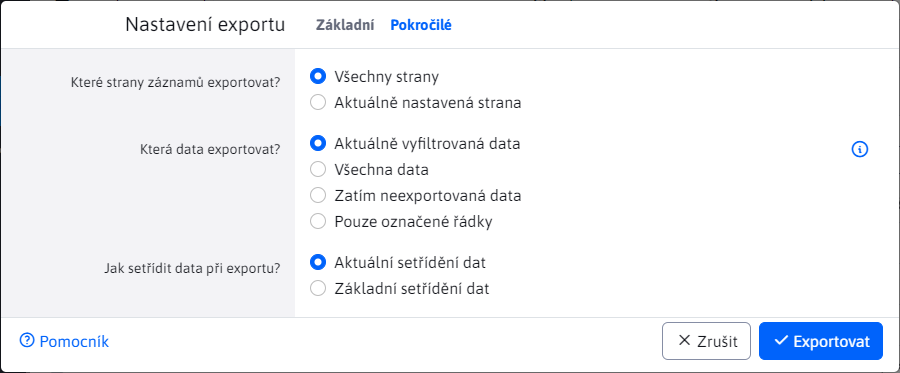 Nastavení exportu Základní Pokročilé
Které strany záznamů exportovat?
Všechny strany
Aktuálně nastavená strana
Která data exportovat?
Aktuálně vyfiltrovaná data
Všechna data
Zatím neexportovaná data
Pouze označené řádky
Jak setřídit data při exportu?
Aktuální setřídění dat
Základní setřídění dat
Pomocník Zrušit Exportovat